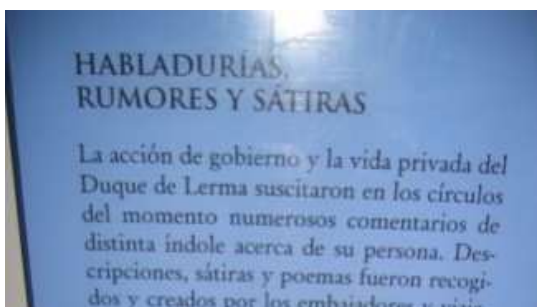 HABLADURÍAS,
RUMORES Y SÁTIRAS
La acción de gobierno y la vida privada del
Duque de Lerma suscitaron en los círculos
del momento numerosos comentarios de
distinta índole acerca de su persona. Des-
cripciones, sátiras y poemas fueron recogi-
dos y creados por los embajadores